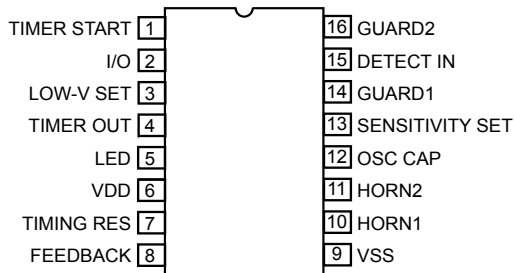 TIMER START 1
I/O 2
LOW-V SET 3
TIMER OUT 4
LED 5
VDD 6
TIMING RES 7
FEEDBACK 8
16 GUARD2
15 DETECT IN
14 GUARD1
13 SENSITIVITY SET
12 OSC CAP
11 HORN2
10 HORN1
9 VSS